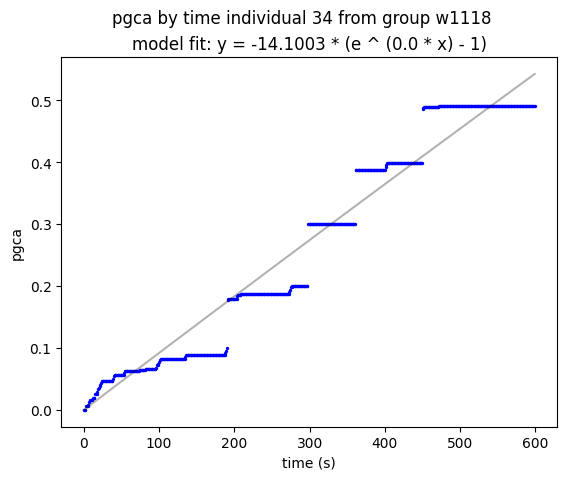 pgca by time individual 34 from group w1118
model fit: y = -14.1003 * (e ^ (0.0 * x) - 1)
0.5
0.4
0.3
0.2
0.1
0.0
pgca
0 100 200 300 400 500 600
time (s)